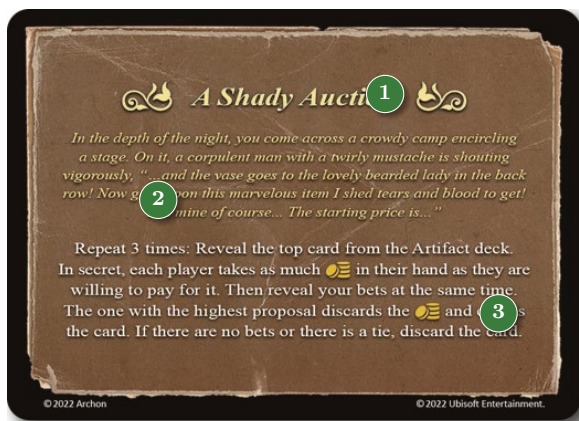 A Shady Aucti
1
In the depth of the night, you come across a crowdy camp encircling
a stage. On it, a corpulent man with a twirly mustache is shouting
vigorously, “...and the vase goes to the lovely bearded lady in the back
row! Now g upon this marvelous item I shed tears and blood to get!
2
mine of course... The starting price is...”
Repeat 3 times: Reveal the top card from the Artifact deck.
In secret, each player takes as much in their hand as they are
willing to pay for it. Then reveal your bets at the same time.
The one with the highest proposal discards the and s
3
the card. If there are no bets or there is a tie, discard the card.
© 2022 Archon
© 2022 Ubisoft Entertainment.